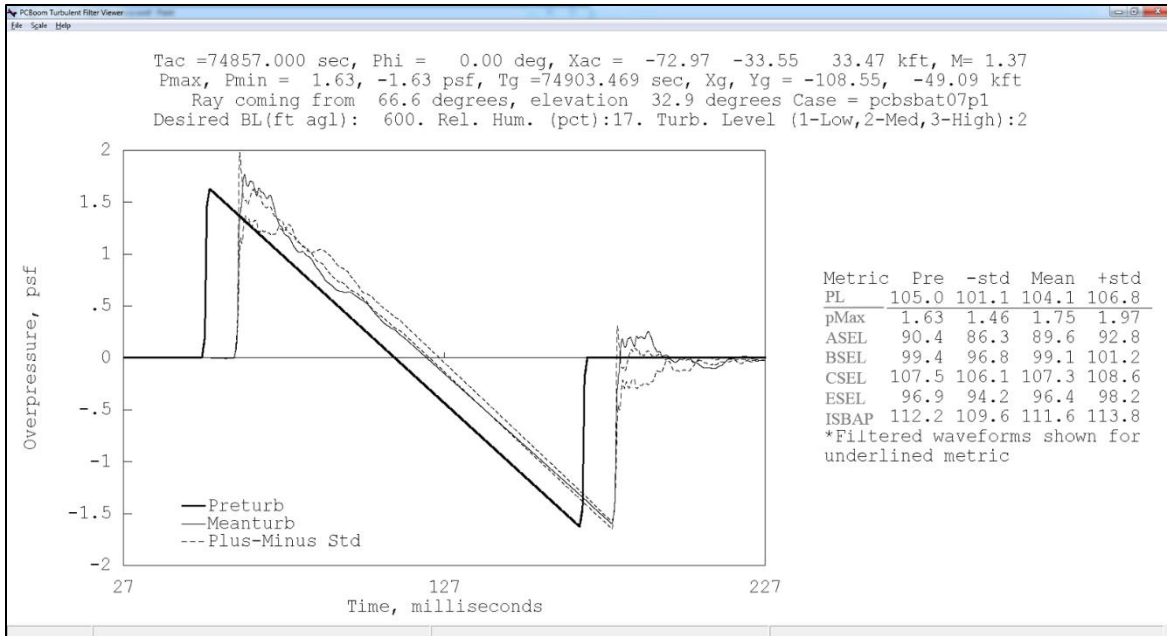 PCBoom Turbulent Filter Viewer
File Scale Help
Tac =74857.000 sec, Phi = 0.00 deg, Xac = -72.97 -33.55 33.47 kft, M= 1.37
Pmax, Pmin = 1.63, -1.63 psf, Tg =74903.469 sec, Xg, Yg = -108.55, -49.09 kft
Ray coming from 66.6 degrees, elevation 32.9 degrees Case = pcbsbat07p1
Desired BL(ft agl): 600. Rel. Hum. (pct):17. Turb. Level (1-Low,2-Med,3-High):2
2
1.5
1
.5
0
-.5
-1
-1.5
-2
Overpressure, psf
Preturb
Meanturb
Plus-Minus Std
27 127 227
Time, milliseconds
Metric Pre -std Mean +std
PL 105.0 101.1 104.1 106.8
pMax 1.63 1.46 1.75 1.97
ASEL 90.4 86.3 89.6 92.8
BSEL 99.4 96.8 99.1 101.2
CSEL 107.5 106.1 107.3 108.6
ESEL 96.9 94.2 96.4 98.2
ISBAP 112.2 109.6 111.6 113.8
*Filtered waveforms shown for
underlined metric